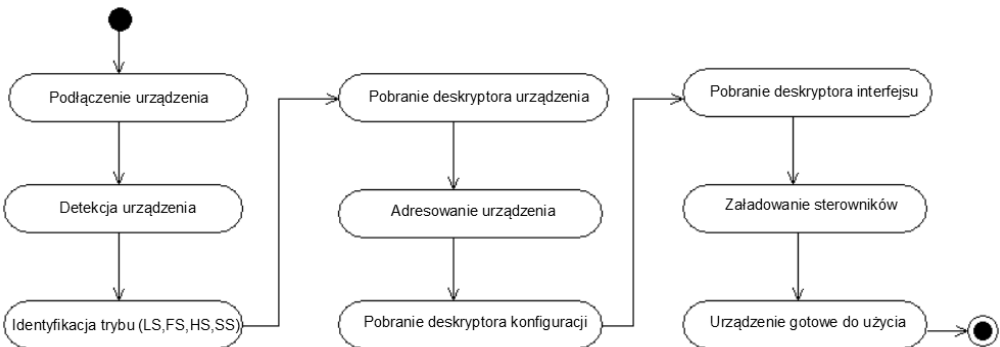 Podłączenie urządzenia
Detekcja urządzenia
Identyfikacja trybu (LS,FS,HS,SS)
Pobranie deskryptora urządzenia
Adresowanie urządzenia
Pobranie deskryptora konfiguracji
Pobranie deskryptora interfejsu
Załadowanie sterowników
Urządzenie gotowe do użycia